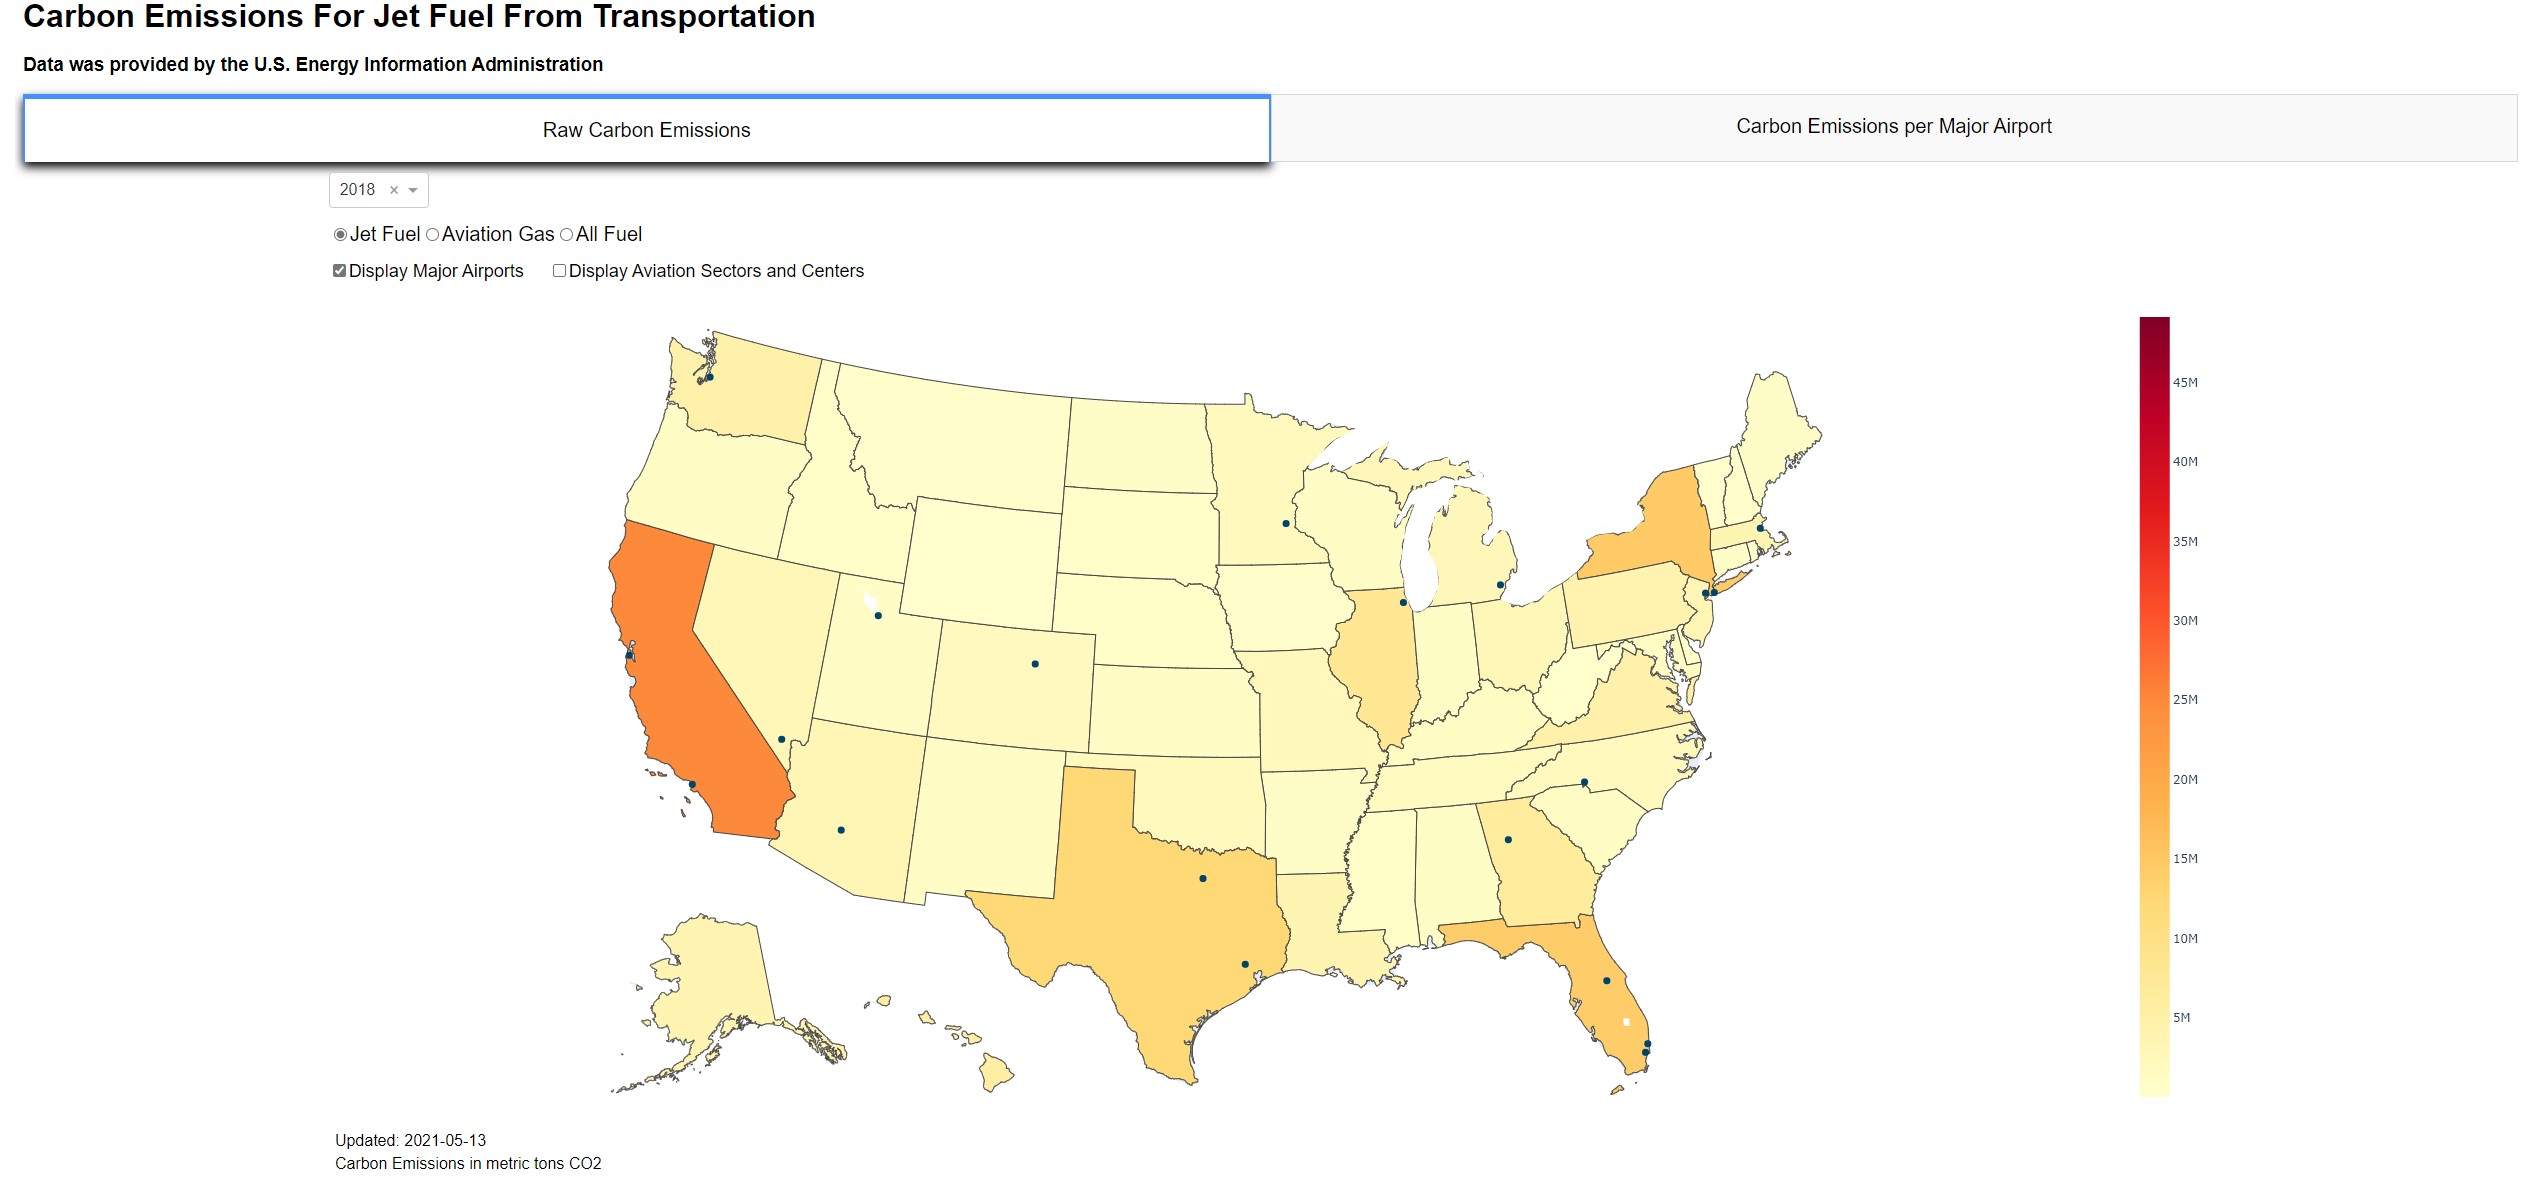 Carbon Emissions For Jet Fuel From Transportation
Data was provided by the U.S. Energy Information Administration
Raw Carbon Emissions
Carbon Emissions per Major Airport
2018 ×
Jet Fuel Aviation Gas All Fuel
Display Major Airports Display Aviation Sectors and Centers
45M
40M
35M
30M
25M
20M
15M
10M
5M
Updated: 2021-05-13
Carbon Emissions in metric tons CO2